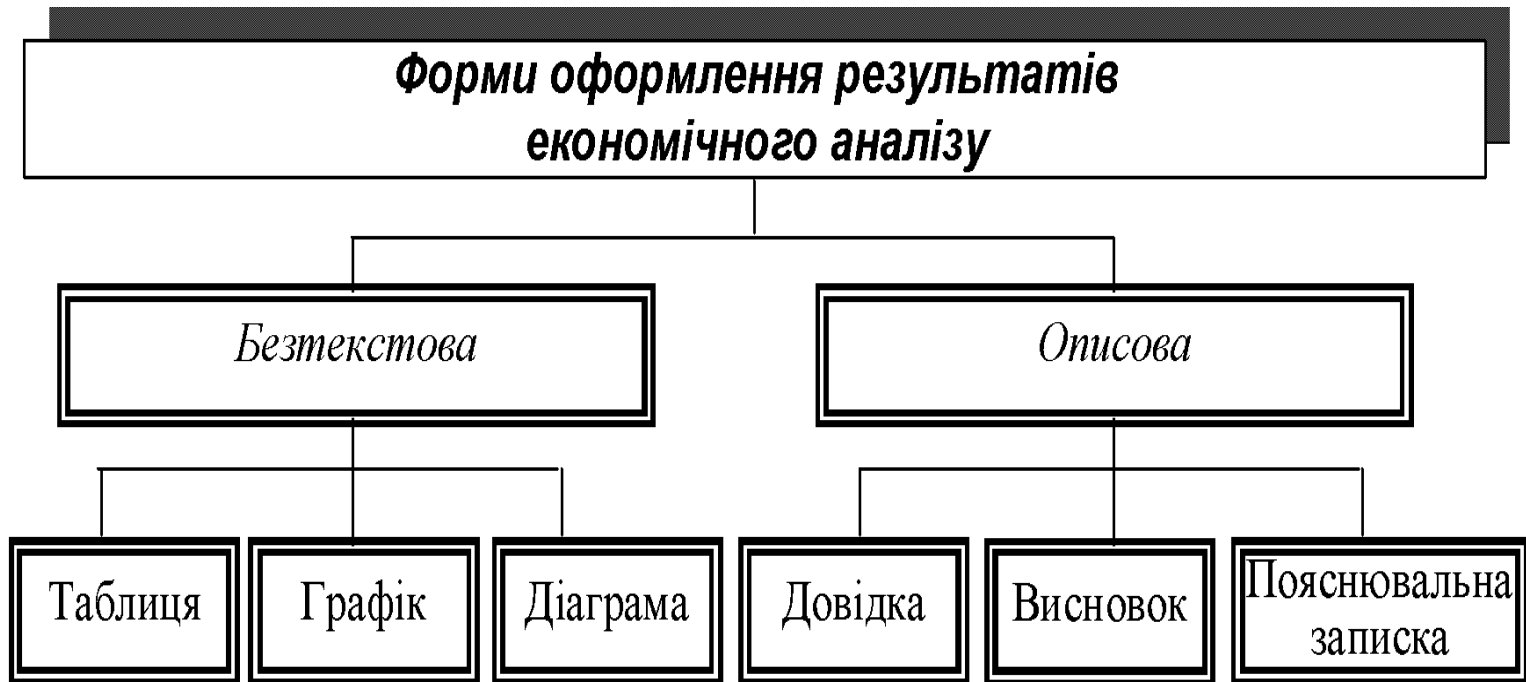 Форми оформлення результатів
економічного аналізу
Безтекстова
Описова
Таблиця
Графік
Діаграма
Довідка
Висновок
Пояснювальна
записка